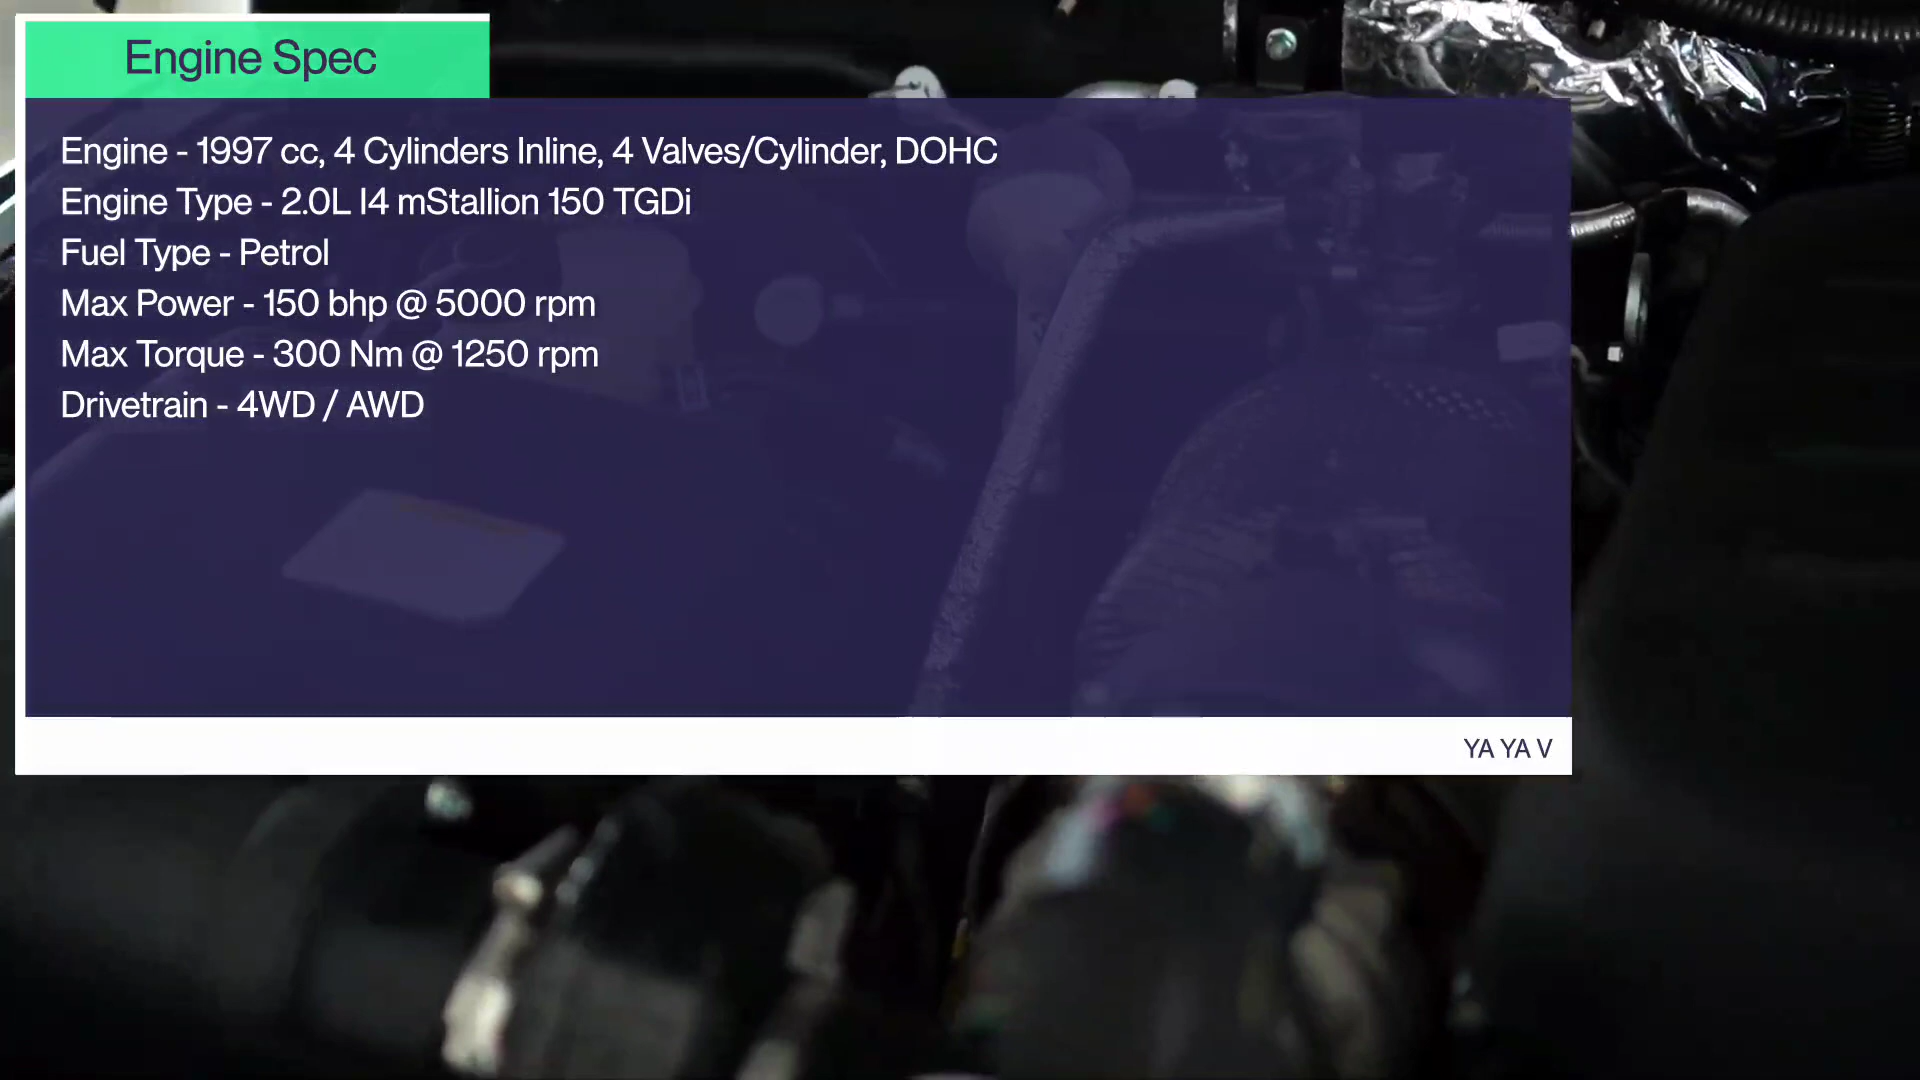 Engine Spec
Engine - 1997 cc, 4 Cylinders Inline, 4 Valves/Cylinder, DOHC
Engine Type - 2.0L I4 mStallion 150 TGDi
Fuel Type - Petrol
Max Power - 150 bhp @ 5000 rpm
Max Torque - 300 Nm @ 1250 rpm
Drivetrain - 4WD / AWD
YA YA V